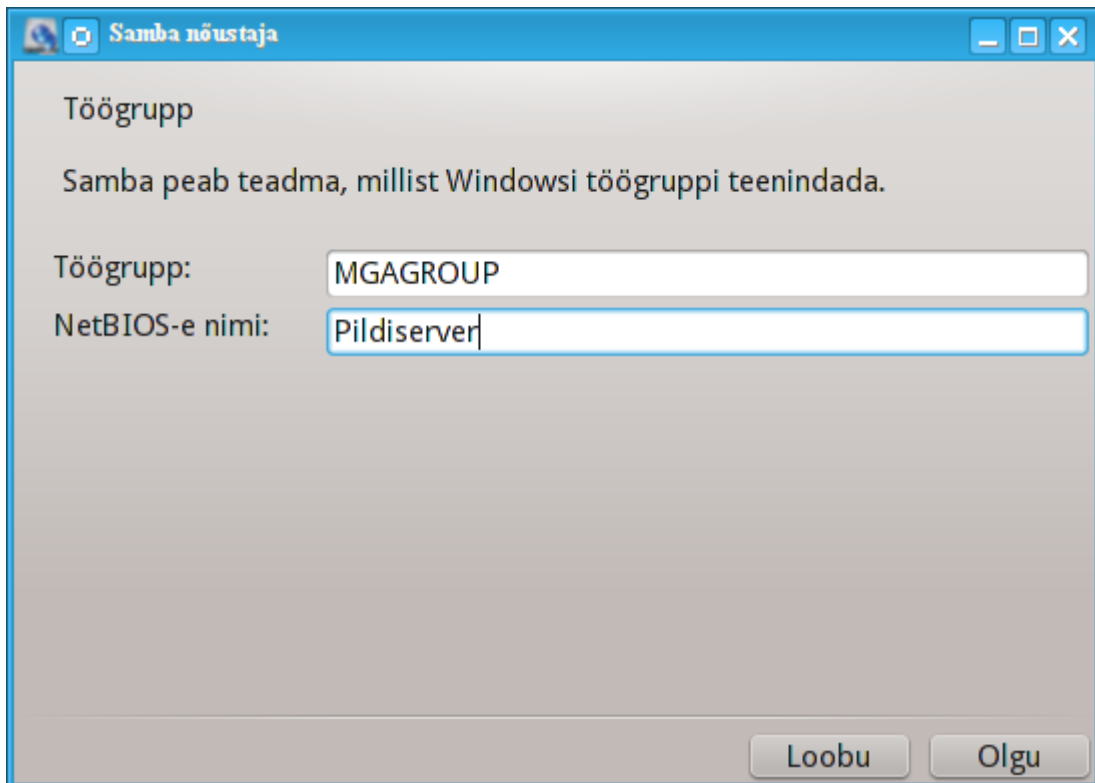 Samba nõustaja
Töögrupp
Samba peab teadma, millist Windowsi töögruppi teenindada.
Töögrupp: MGAGROUP
NetBIOS-e nimi: Pildiserver
Loobu Olgu